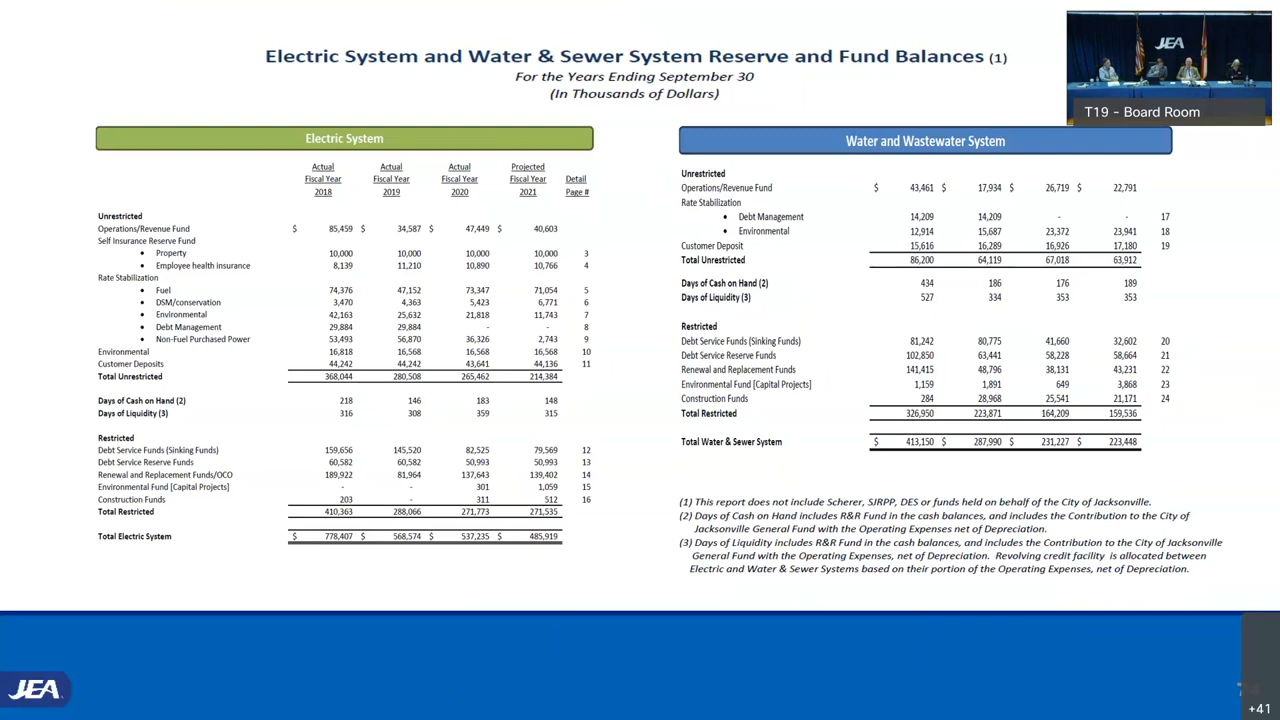 Electric System and Water & Sewer System Reserve and Fund Balances (1)
For the Years Ending September 30
(In Thousands of Dollars)
JEA
T19 - Board Room
Electric System
Actual Actual Actual Projected
Fiscal Year Fiscal Year Fiscal Year Fiscal Year Detail
2018 2019 2020 2021 Page #
Unrestricted
Operations/Revenue Fund $ 85,459 $ 34,587 $ 47,449 $ 40,603
Self Insurance Reserve Fund
• Property 10,000 10,000 10,000 10,000 3
• Employee health insurance 8,139 11,210 10,890 10,766 4
Rate Stabilization
• Fuel 74,376 47,152 73,347 71,054 5
• DSM/conservation 3,470 4,363 5,423 6,771 6
• Environmental 42,163 25,632 21,818 11,743 7
• Debt Management 29,884 29,884 - - 8
• Non-Fuel Purchased Power 53,493 56,870 36,326 2,743 9
Environmental 16,818 16,568 16,568 16,568 10
Customer Deposits 44,242 44,242 43,641 44,136 11
Total Unrestricted 368,044 280,508 265,462 214,384
Days of Cash on Hand (2) 218 146 183 148
Days of Liquidity (3) 316 308 359 315
Restricted
Debt Service Funds (Sinking Funds) 159,656 145,520 82,525 79,569 12
Debt Service Reserve Funds 60,582 60,582 50,993 50,993 13
Renewal and Replacement Funds/OCO 189,922 81,964 137,643 139,402 14
Environmental Fund [Capital Projects] - - 301 1,059 15
Construction Funds 203 - 311 512 16
Total Restricted 410,363 288,066 271,773 271,535
Total Electric System $ 778,407 $ 568,574 $ 537,235 $ 485,919
Water and Wastewater System
Unrestricted
Operations/Revenue Fund $ 43,461 $ 17,934 $ 26,719 $ 22,791
Rate Stabilization
• Debt Management 14,209 14,209 - - 17
• Environmental 12,914 15,687 23,372 23,941 18
Customer Deposit 15,616 16,289 16,926 17,180 19
Total Unrestricted 86,200 64,119 67,018 63,912
Days of Cash on Hand (2) 434 186 176 189
Days of Liquidity (3) 527 334 353 353
Restricted
Debt Service Funds (Sinking Funds) 81,242 80,775 41,660 32,602 20
Debt Service Reserve Funds 102,850 63,441 58,228 58,664 21
Renewal and Replacement Funds 141,415 48,796 38,131 43,231 22
Environmental Fund [Capital Projects] 1,159 1,891 649 3,868 23
Construction Funds 284 28,968 25,541 21,171 24
Total Restricted 326,950 223,871 164,209 159,536
Total Water & Sewer System $ 413,150 $ 287,990 $ 231,227 $ 223,448
(1) This report does not include Scherer, SJRPP, DES or funds held on behalf of the City of Jacksonville.
(2) Days of Cash on Hand includes R&R Fund in the cash balances, and includes the Contribution to the City of
Jacksonville General Fund with the Operating Expenses net of Depreciation.
(3) Days of Liquidity includes R&R Fund in the cash balances, and includes the Contribution to the City of Jacksonville
General Fund with the Operating Expenses, net of Depreciation. Revolving credit facility is allocated between
Electric and Water & Sewer Systems based on their portion of the Operating Expenses, net of Depreciation.
JEA
+41